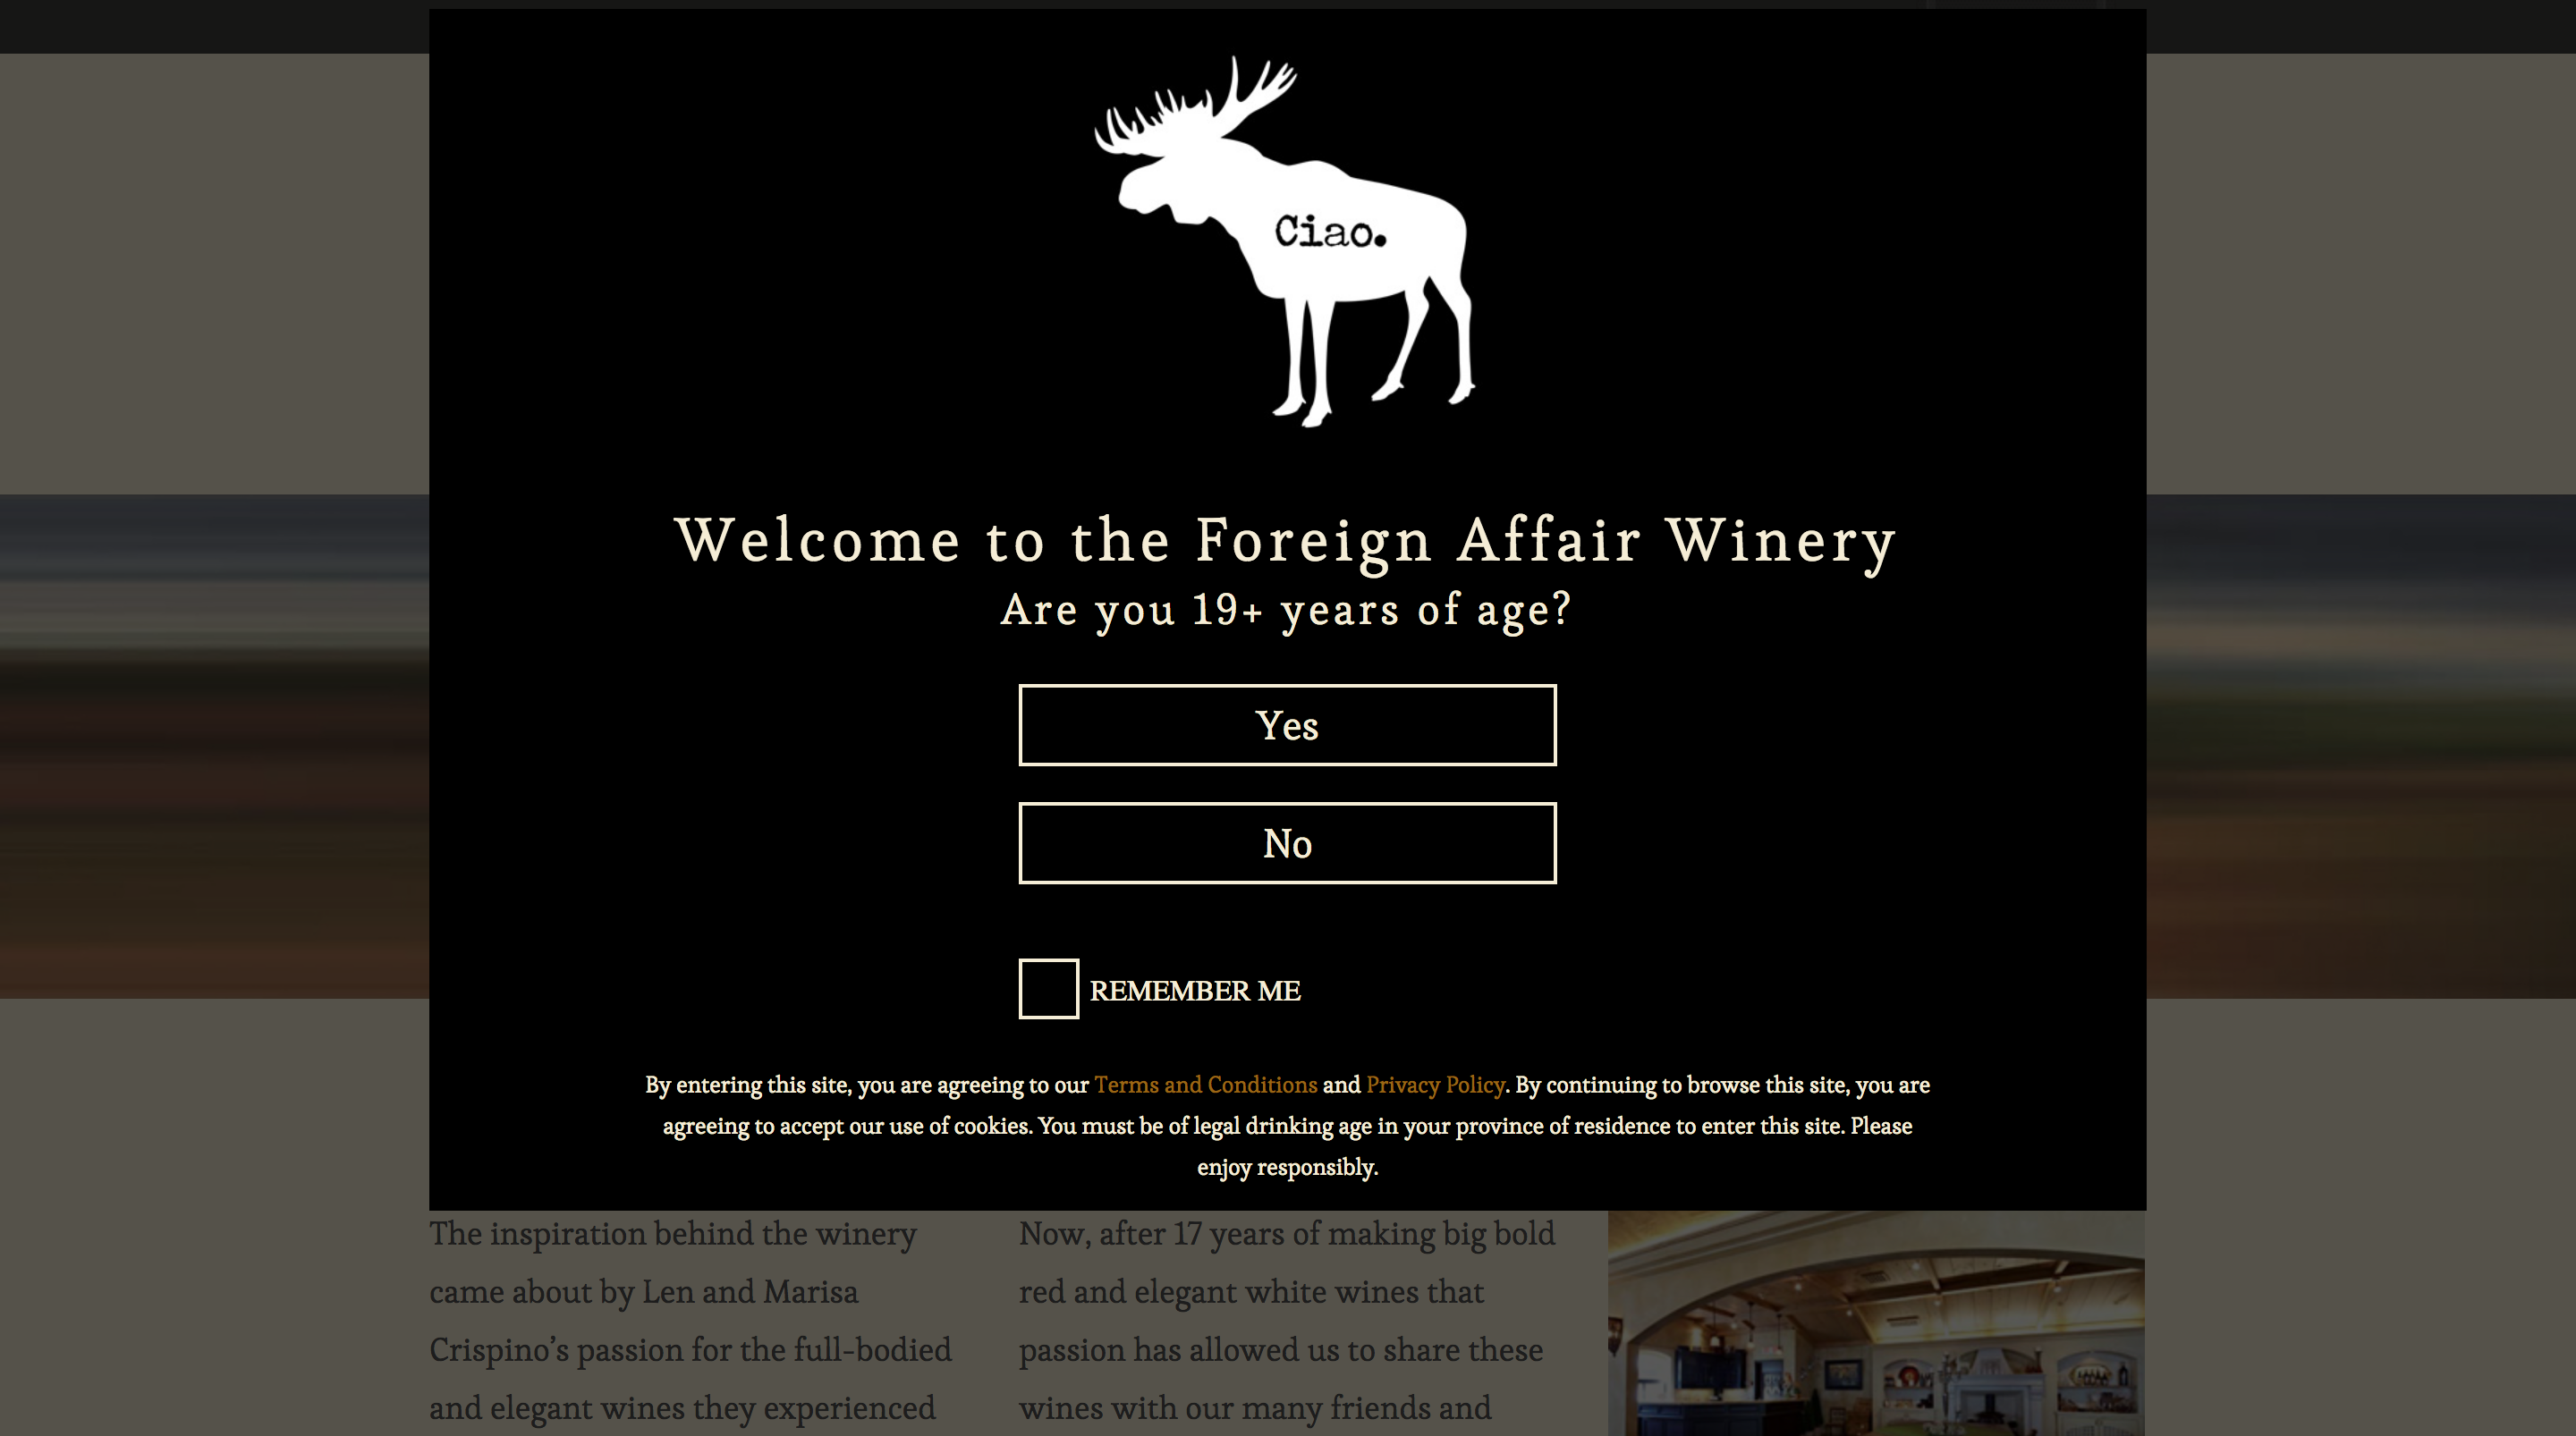 Ciao.
Welcome to the Foreign Affair Winery
Are you 19+ years of age?
Yes
No
REMEMBER ME
By entering this site, you are agreeing to our Terms and Conditions and Privacy Policy. By continuing to browse this site, you are
agreeing to accept our use of cookies. You must be of legal drinking age in your province of residence to enter this site. Please
enjoy responsibly.
The inspiration behind the winery
came about by Len and Marisa
Crispino’s passion for the full-bodied
and elegant wines they experienced
Now, after 17 years of making big bold
red and elegant white wines that
passion has allowed us to share these
wines with our many friends and